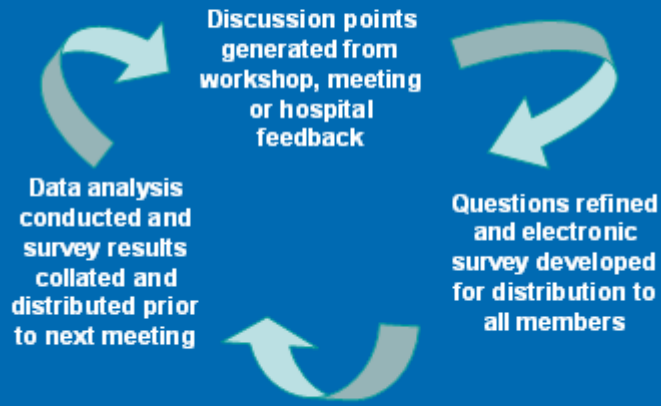 Discussion points
generated from
workshop, meeting
or hospital
feedback
Questions refined
and electronic
survey developed
for distribution to
all members
Data analysis
conducted and
survey results
collated and
distributed prior
to next meeting